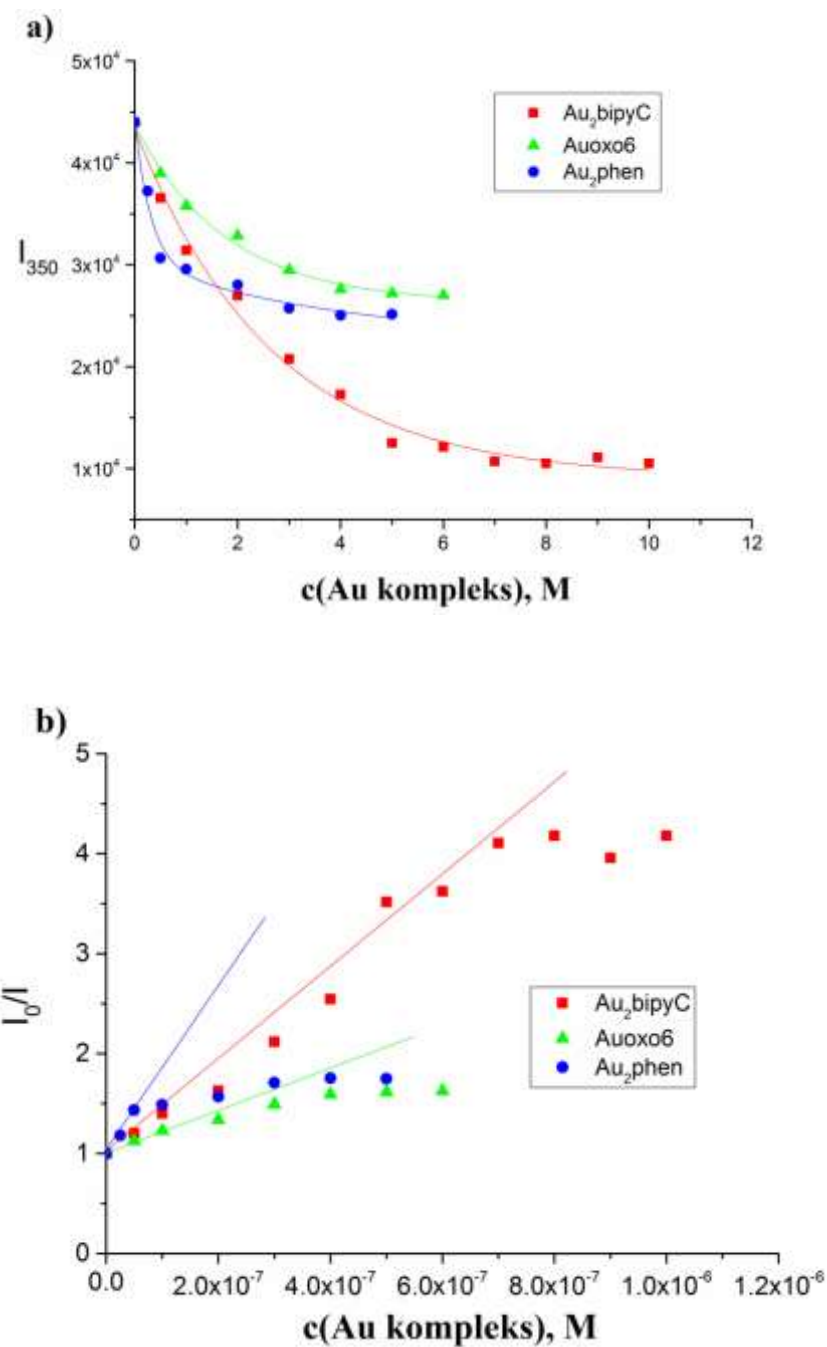 a)
5x10⁴
4x10⁴
3x10⁴
2x10⁴
1x10⁴
I₃₅₀
Au₂bipyC
Auoxo6
Au₂phen
0 2 4 6 8 10 12
c(Au kompleks), M
b)
5
4
3
2
1
0
I₀/I
Au₂bipyC
Auoxo6
Au₂phen
0.0 2.0x10⁻⁷ 4.0x10⁻⁷ 6.0x10⁻⁷ 8.0x10⁻⁷ 1.0x10⁻⁶ 1.2x10⁻⁶
c(Au kompleks), M